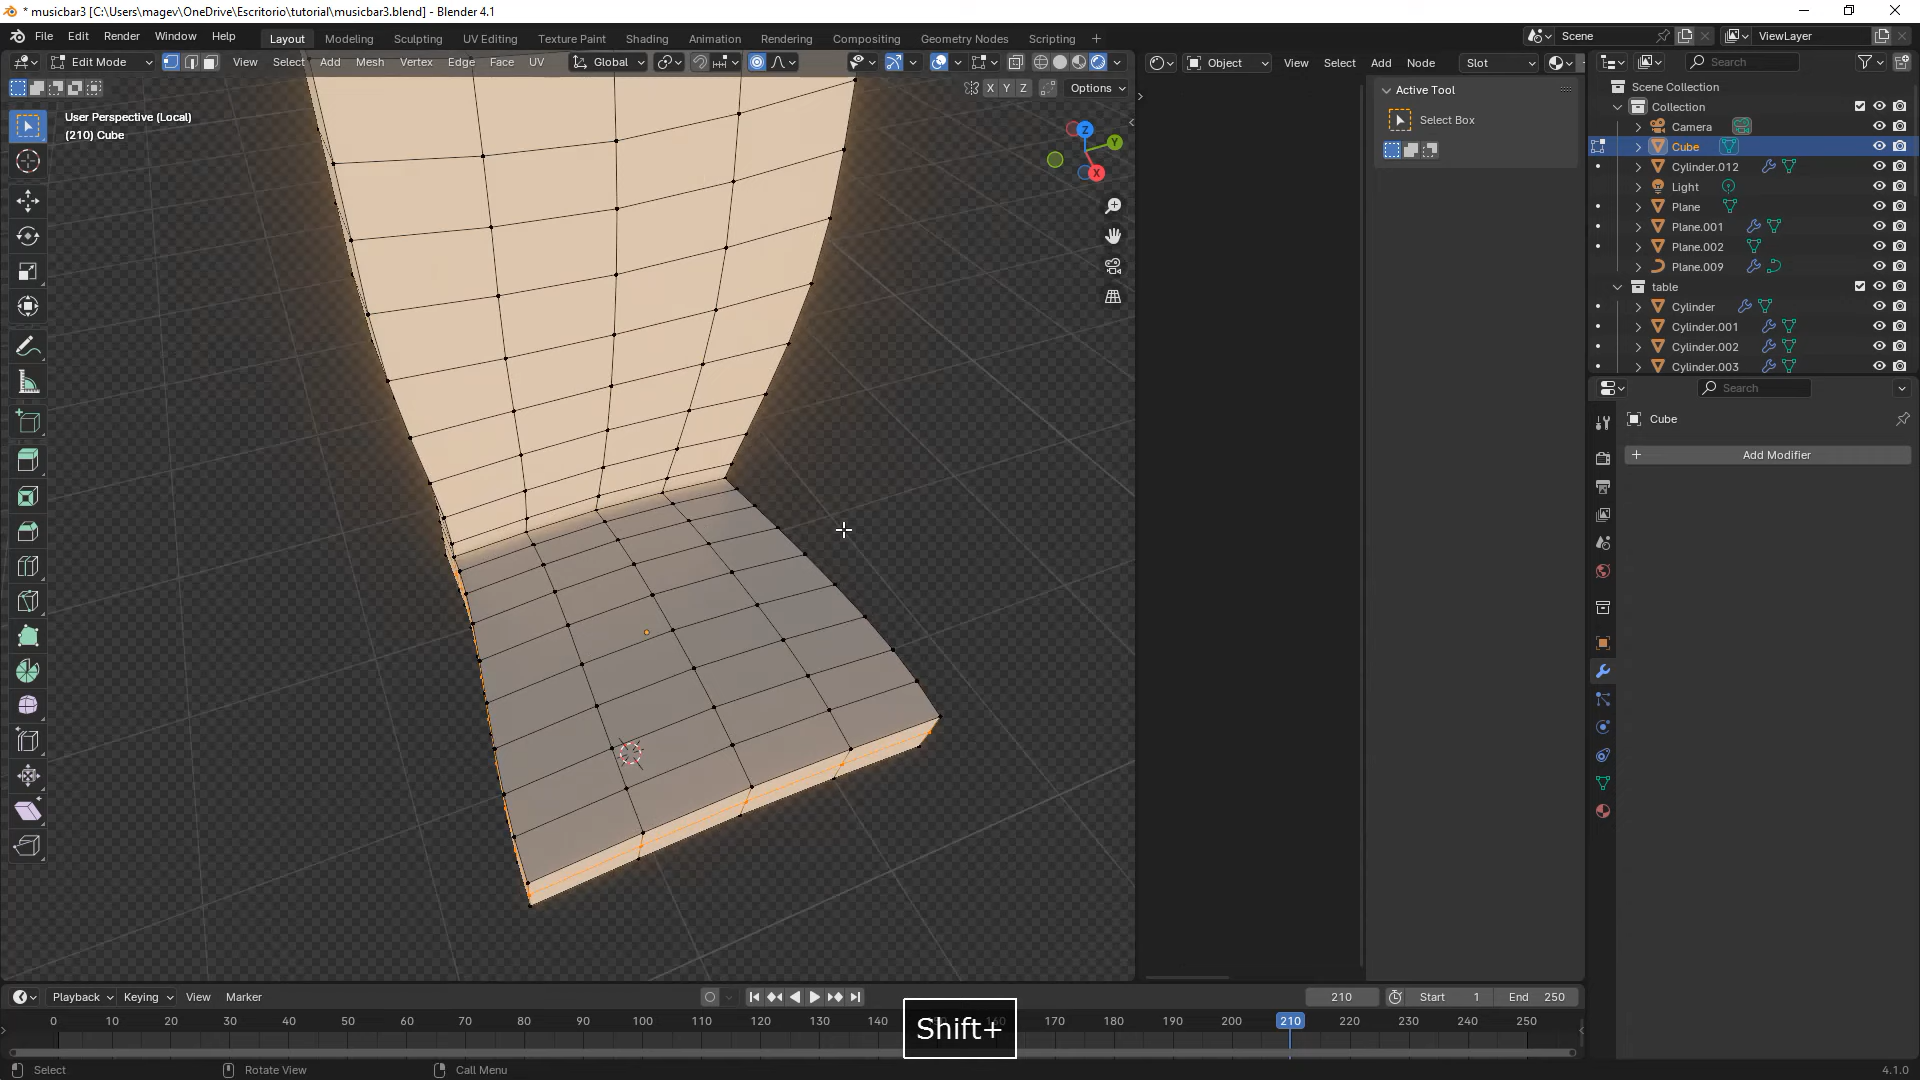 * musicbar3 [C:\Users\magev\OneDrive\Escritorio\tutorial\musicbar3.blend] - Blender 4.1
File Edit Render Window Help Layout Modeling Sculpting UV Editing Texture Paint Shading Animation Rendering Compositing Geometry Nodes Scripting + Scene ViewLayer
Edit Mode View Select Add Mesh Vertex Edge Face UV Global Object View Select Add Node Slot Search
X Y Z Options
User Perspective (Local)
(210) Cube
Z
Y
X
Active Tool
Select Box
Scene Collection
Collection
Camera
Cube
Cylinder.012
Light
Plane
Plane.001
Plane.002
Plane.009
table
Cylinder
Cylinder.001
Cylinder.002
Cylinder.003
Search
Cube
+ Add Modifier
Playback Keying View Marker 210 Start 1 End 250
0 10 20 30 40 50 60 70 80 90 100 110 120 130 140 170 180 190 200 210 220 230 240 250
Shift+
Select Rotate View Call Menu 4.1.0